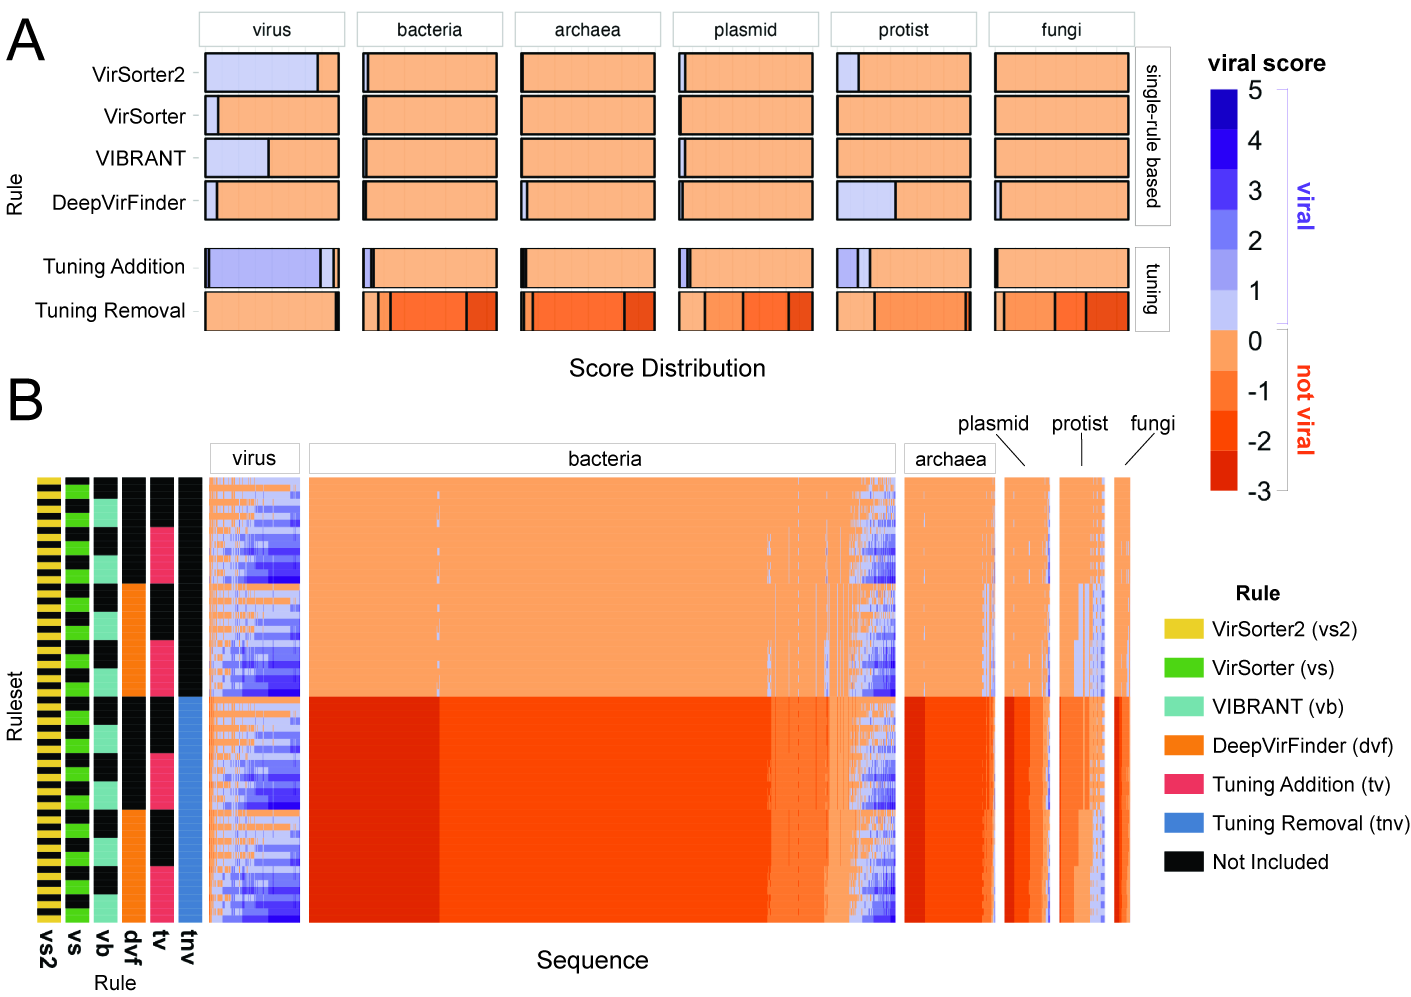 A
virus
bacteria
archaea
plasmid
protist
fungi
VirSorter2
VirSorter
VIBRANT
DeepVirFinder
Tuning Addition
Tuning Removal
Rule
single-rule based
tuning
Score Distribution
viral score
5
4
3
2
1
0
-1
-2
-3
viral
not viral
B
virus
bacteria
archaea
plasmid
protist
fungi
Ruleset
vs2
vs
vb
dvf
tv
tnv
Rule
Sequence
Rule
VirSorter2 (vs2)
VirSorter (vs)
VIBRANT (vb)
DeepVirFinder (dvf)
Tuning Addition (tv)
Tuning Removal (tnv)
Not Included